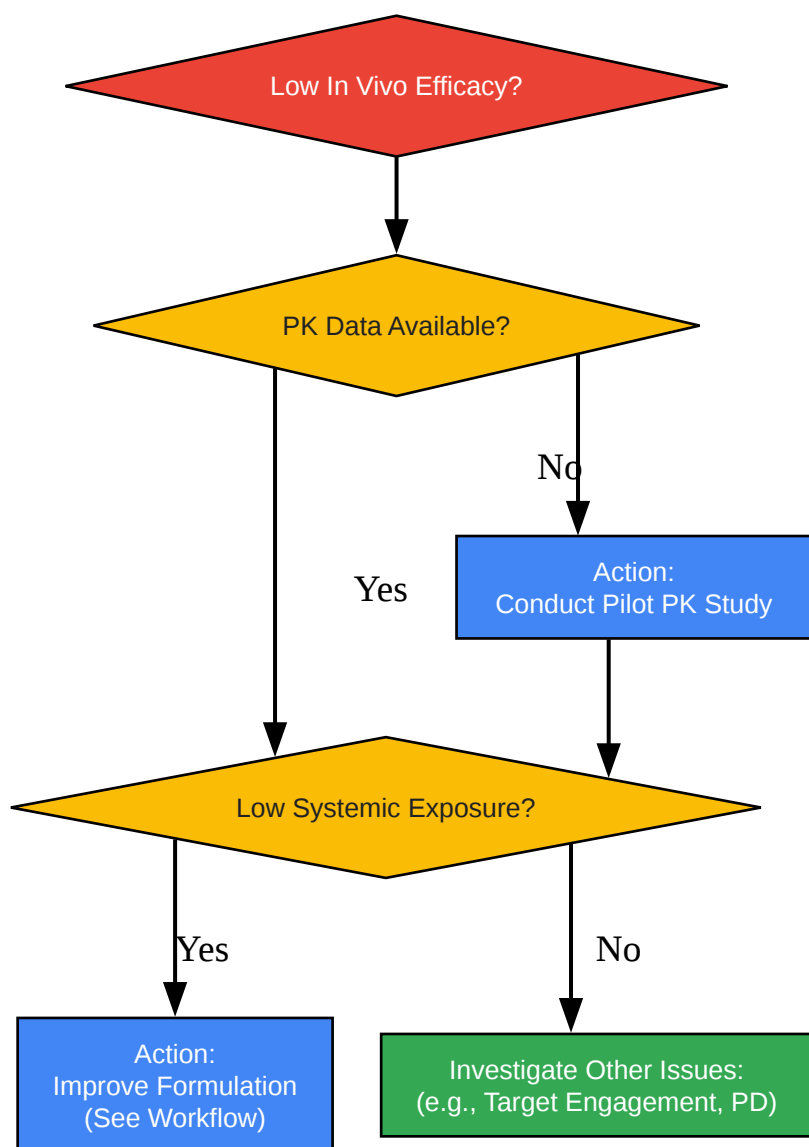 Low In Vivo Efficacy?
PK Data Available?
No
Action:
Conduct Pilot PK Study
Yes
Low Systemic Exposure?
Yes
No
Action:
Improve Formulation
(See Workflow)
Investigate Other Issues:
(e.g., Target Engagement, PD)